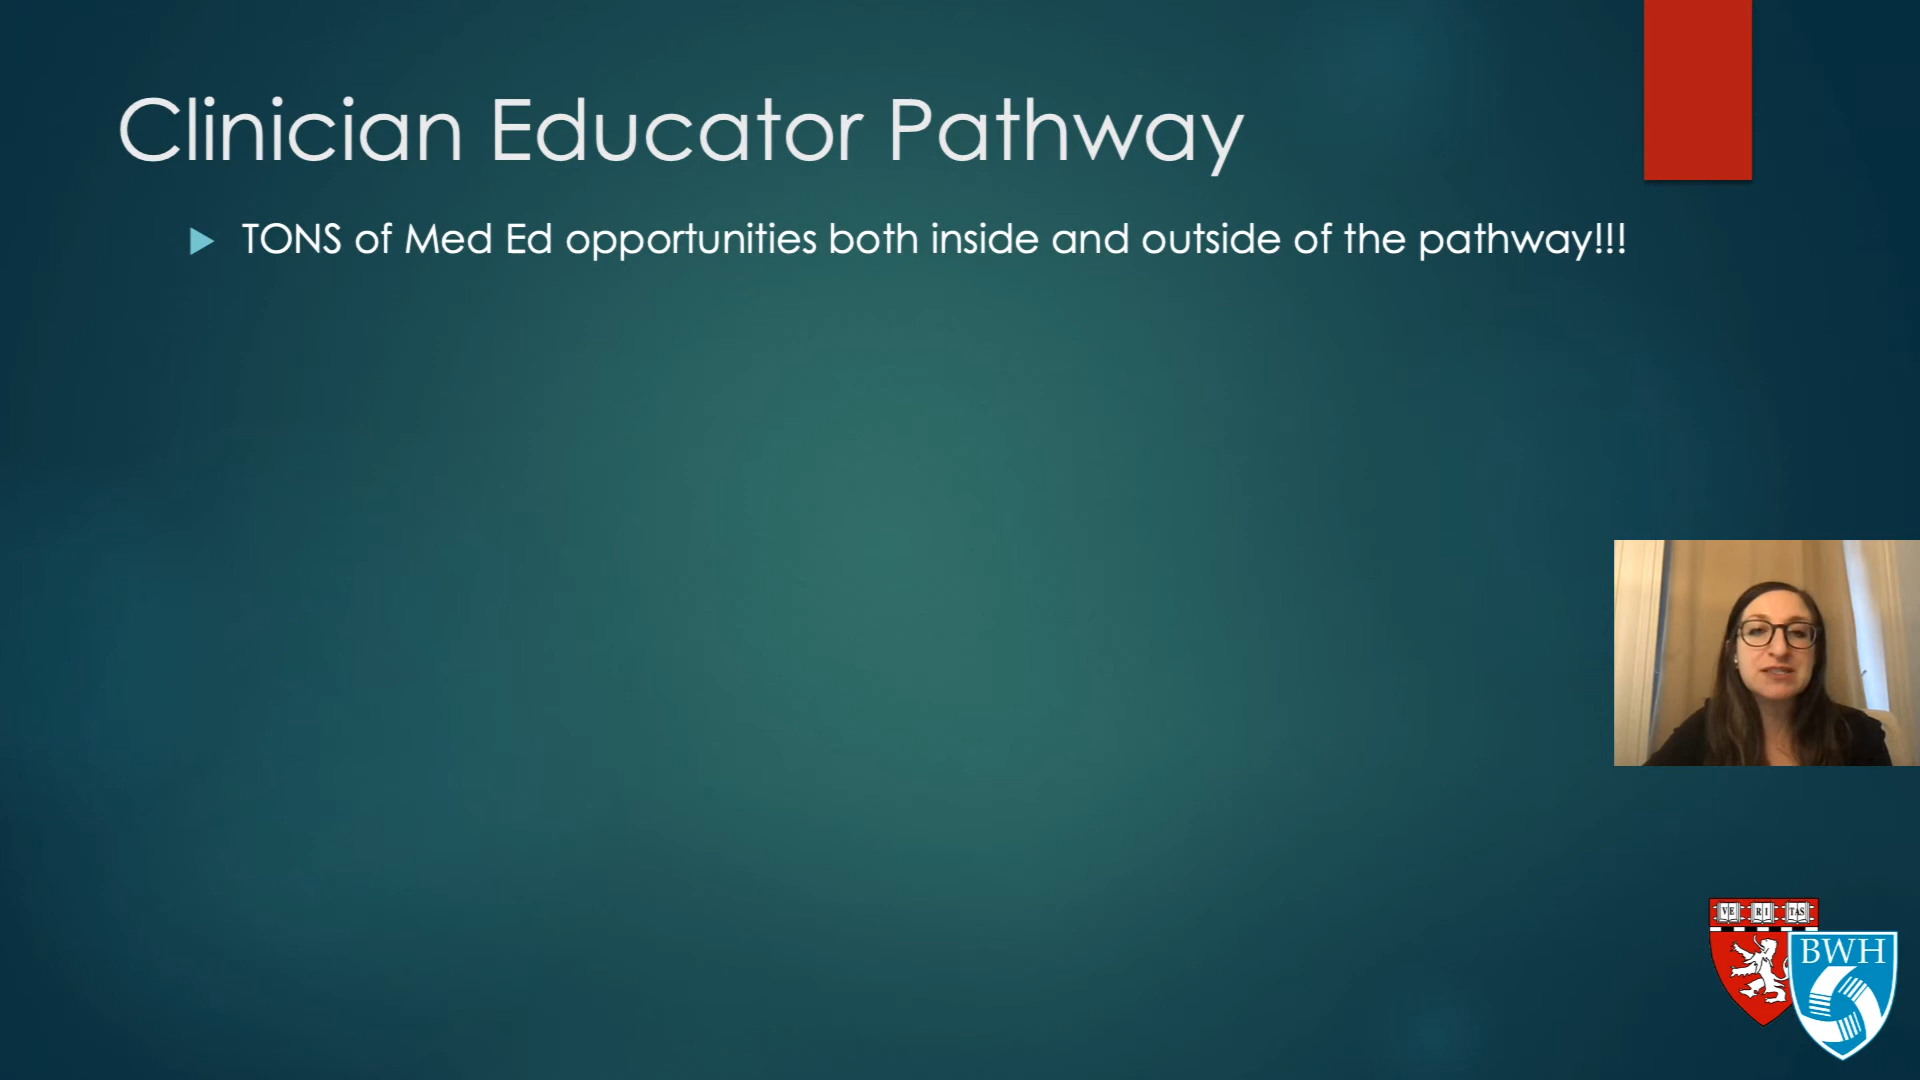 Clinician Educator Pathway
TONS of Med Ed opportunities both inside and outside of the pathway!!!
VE RI TAS
BWH